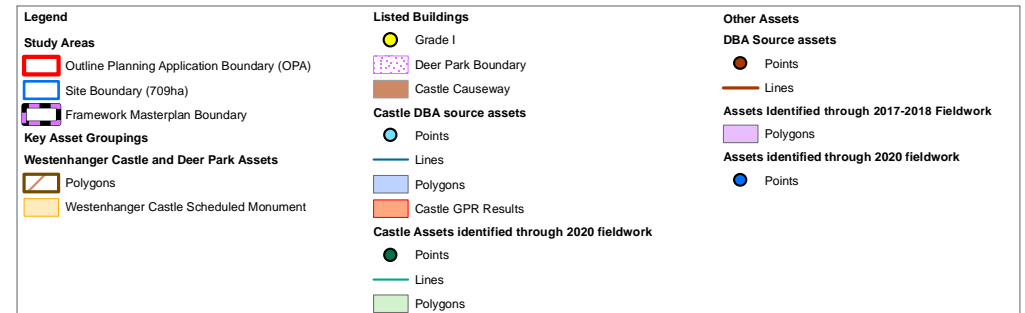 Legend
Study Areas
Outline Planning Application Boundary (OPA)
Site Boundary (709ha)
Framework Masterplan Boundary
Key Asset Groupings
Westenhanger Castle and Deer Park Assets
Polygons
Westenhanger Castle Scheduled Monument
Listed Buildings
Grade I
Deer Park Boundary
Castle Causeway
Castle DBA source assets
Points
Lines
Polygons
Castle GPR Results
Castle Assets identified through 2020 fieldwork
Points
Lines
Polygons
Other Assets
DBA Source assets
Points
Lines
Assets Identified through 2017-2018 Fieldwork
Polygons
Assets identified through 2020 fieldwork
Points